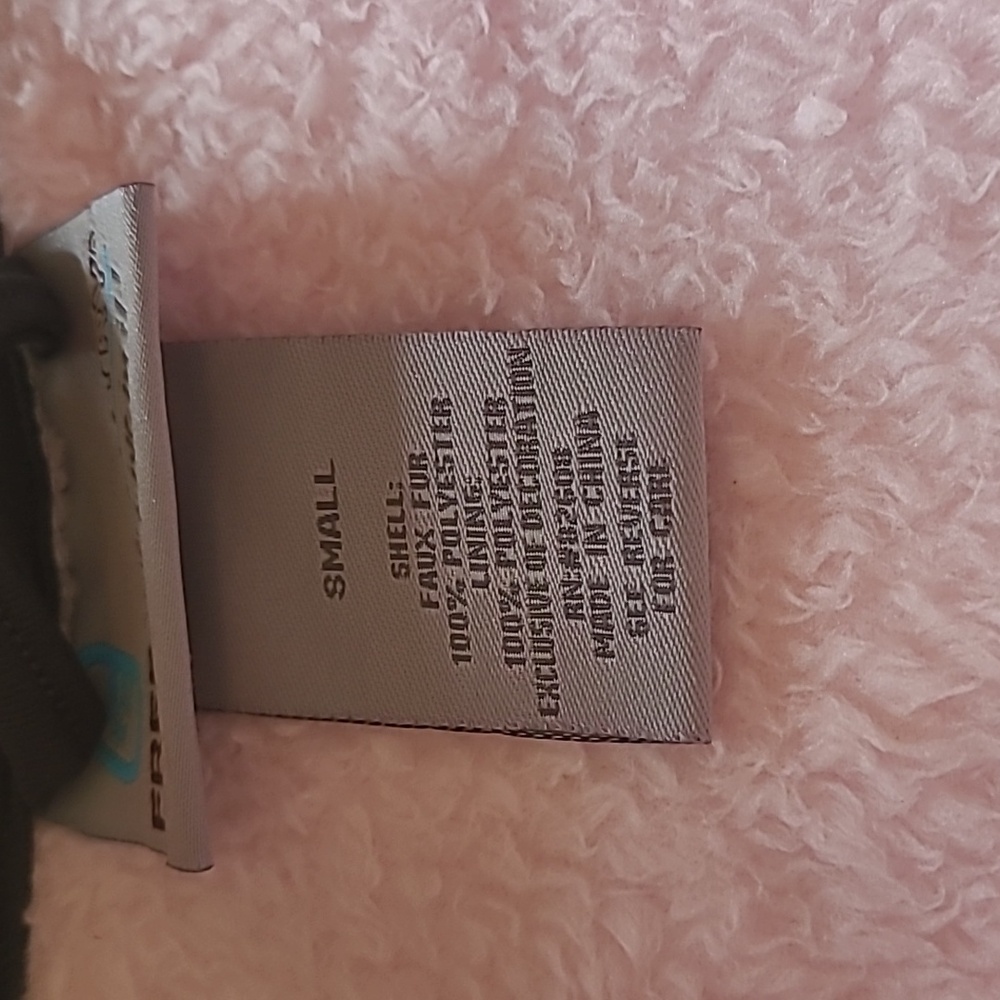 FREE
SMALL
SHELL:
FAUX FUR
100% POLYESTER
LINING:
100% POLYESTER
EXCLUSIVE OF DECORATION
RN#82608
MADE IN CHINA
SEE REVERSE
FOR CARE